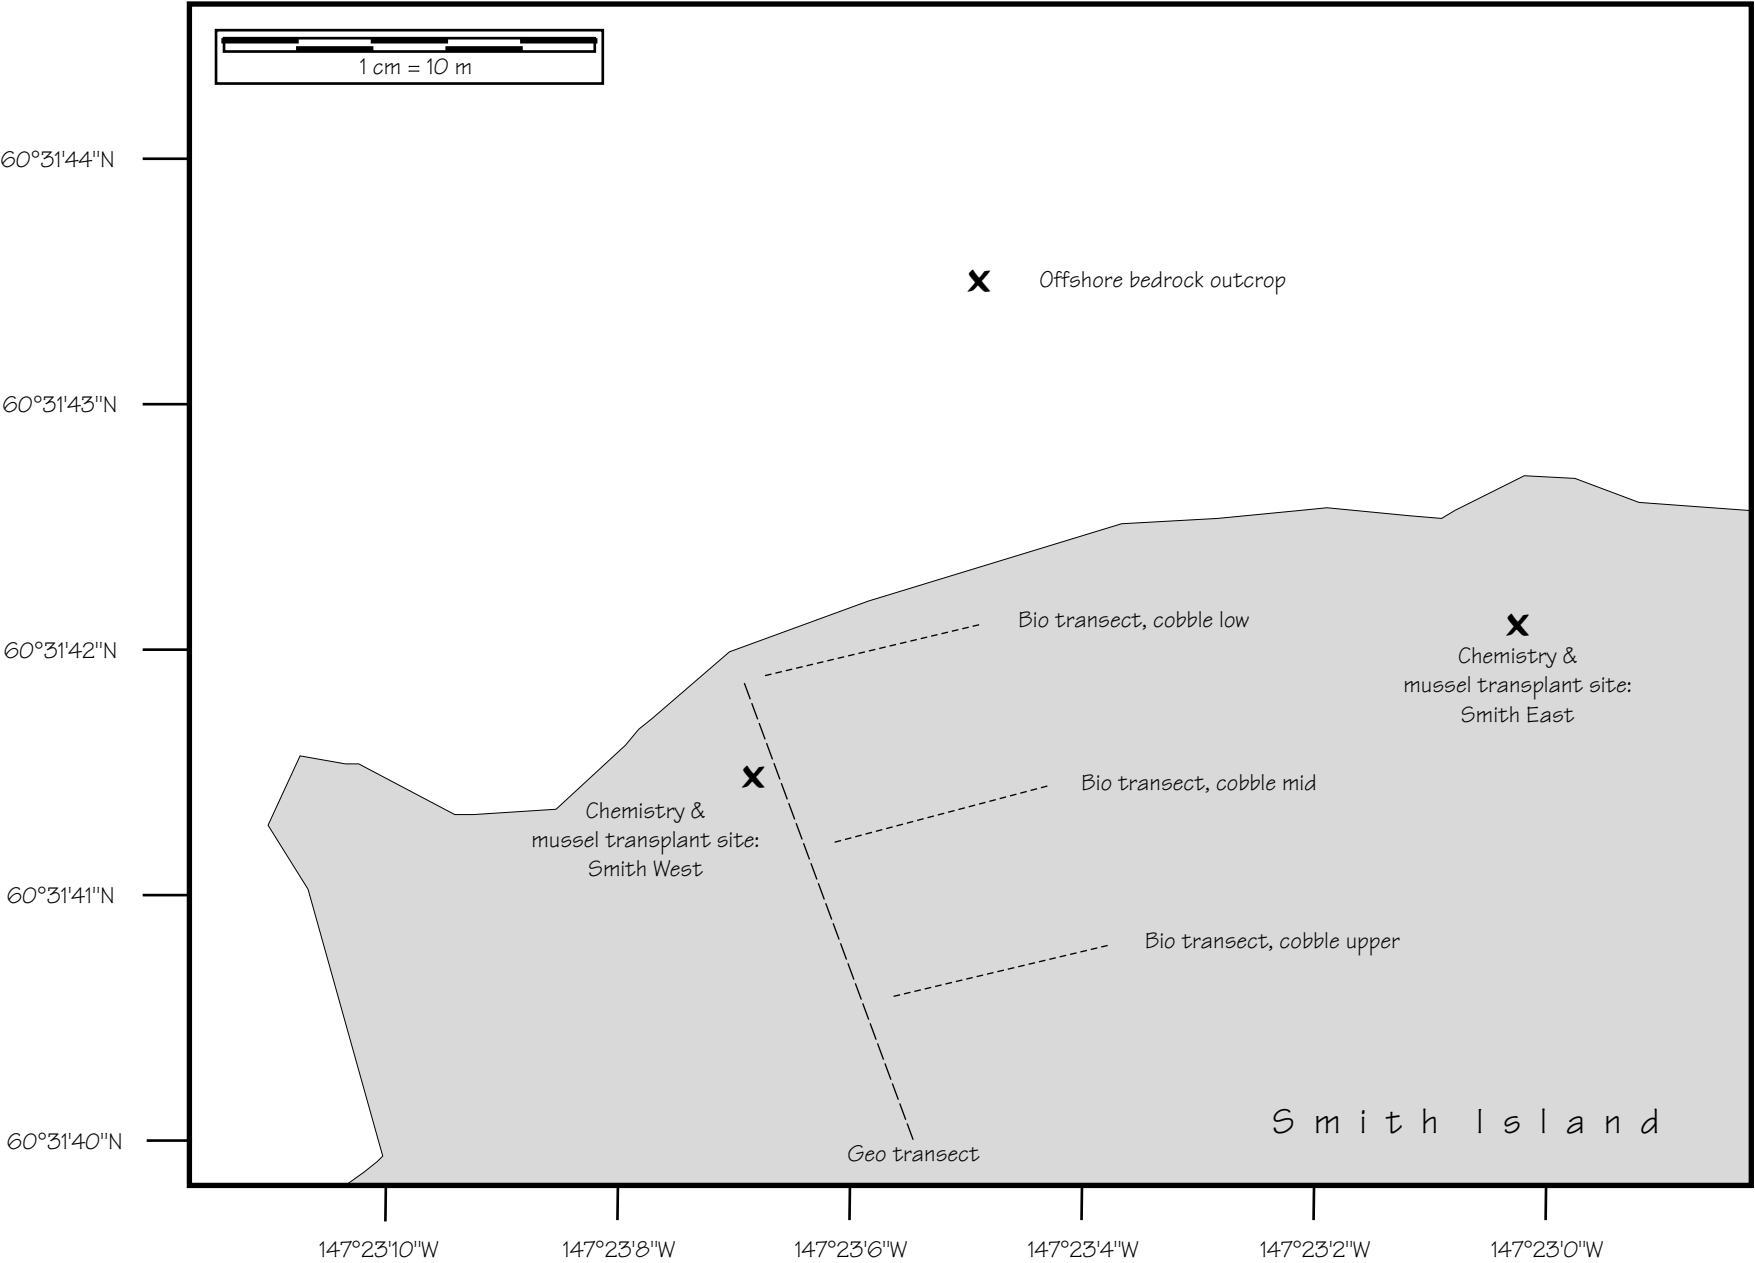 1 cm = 10 m
60°31'44"N
Offshore bedrock outcrop
60°31'43"N
Bio transect, cobble low
60°31'42"N
Chemistry &
mussel transplant site:
Smith East
Bio transect, cobble mid
Chemistry &
mussel transplant site:
Smith West
60°31'41"N
Bio transect, cobble upper
Smith Island
60°31'40"N
Geo transect
147°23'10"W 147°23'8"W 147°23'6"W 147°23'4"W 147°23'2"W 147°23'0"W